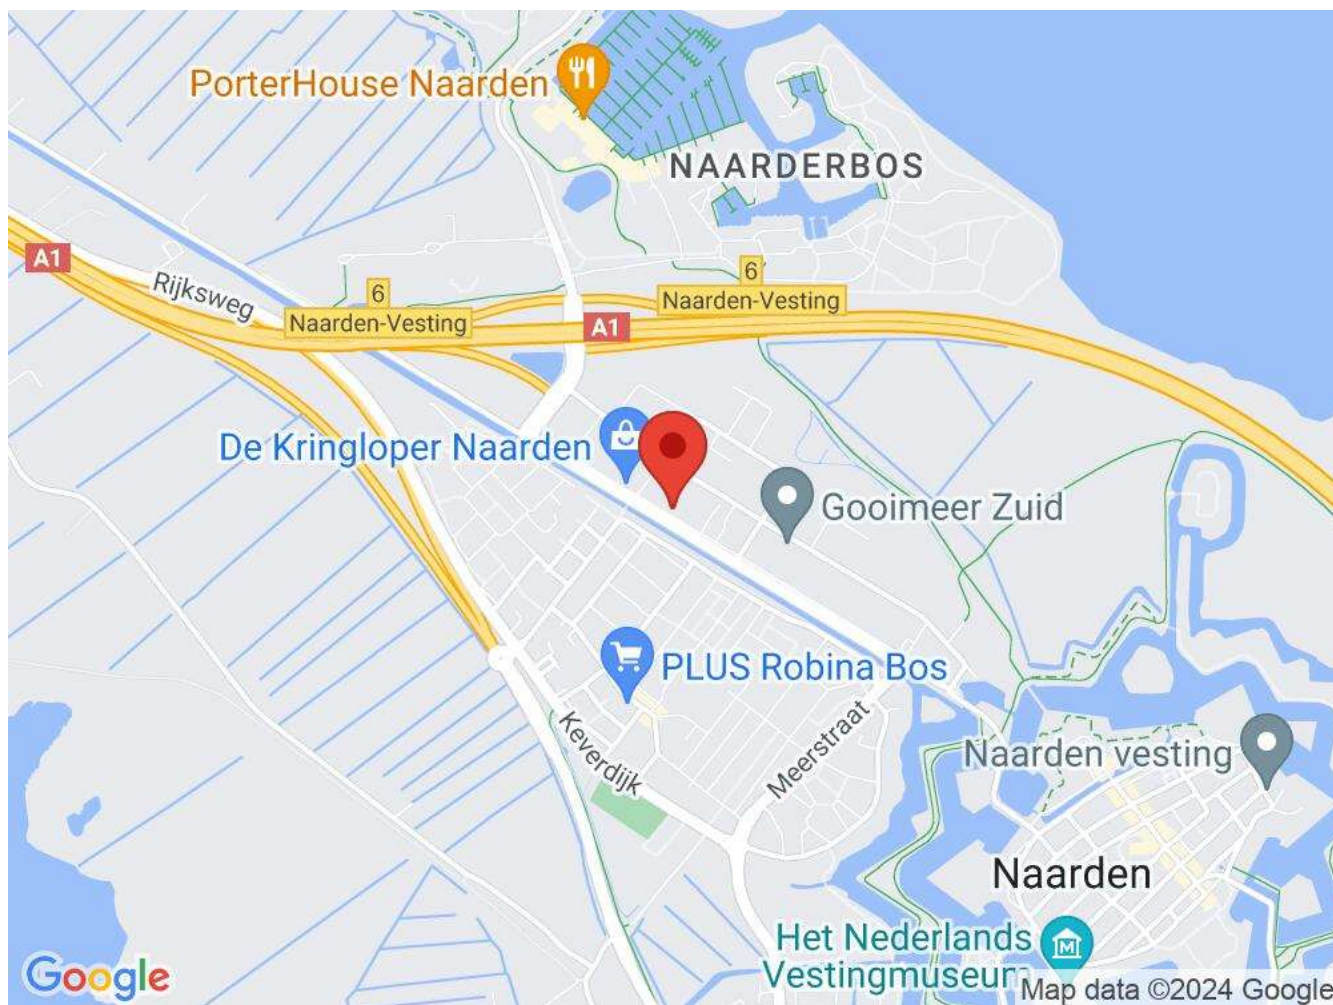 PorterHouse Naarden
NAARDERBOS
A1
Rijksweg
6
Naarden-Vesting
6
Naarden-Vesting
A1
De Kringloper Naarden
Gooimeer Zuid
PLUS Robina Bos
Keverdijk
Meerstraat
Naarden vesting
Naarden
Het Nederlands
Vestingmuseum
Google
Map data ©2024 Google